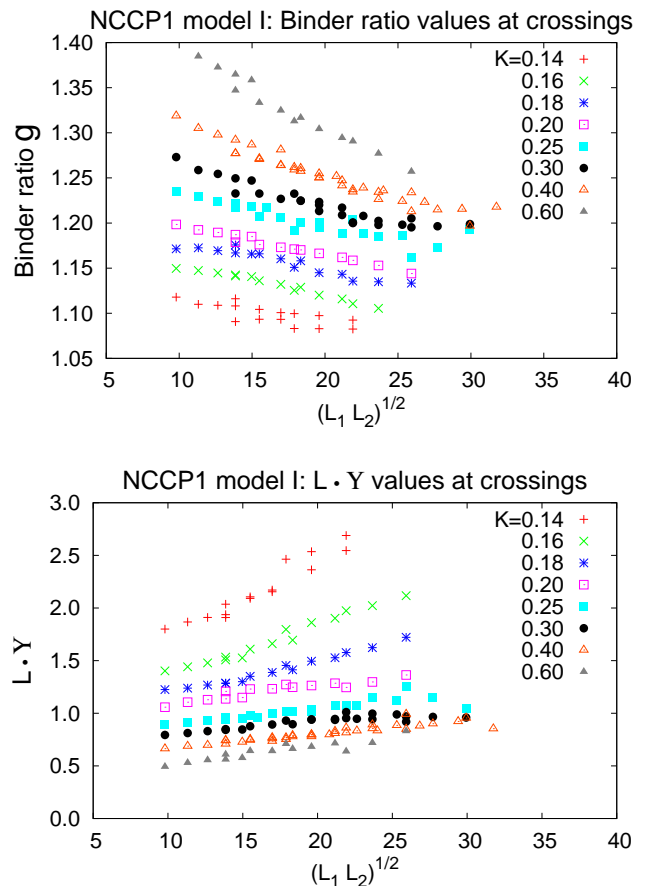 NCCP1 model I: Binder ratio values at crossings
1.40
1.35
1.30
1.25
1.20
1.15
1.10
1.05
Binder ratio g
K=0.14
0.16
0.18
0.20
0.25
0.30
0.40
0.60
5 10 15 20 25 30 35 40
(L1 L2)1/2
NCCP1 model I: L • Y values at crossings
3.0
2.5
2.0
1.5
1.0
0.5
0.0
L • Y
K=0.14
0.16
0.18
0.20
0.25
0.30
0.40
0.60
5 10 15 20 25 30 35 40
(L1 L2)1/2